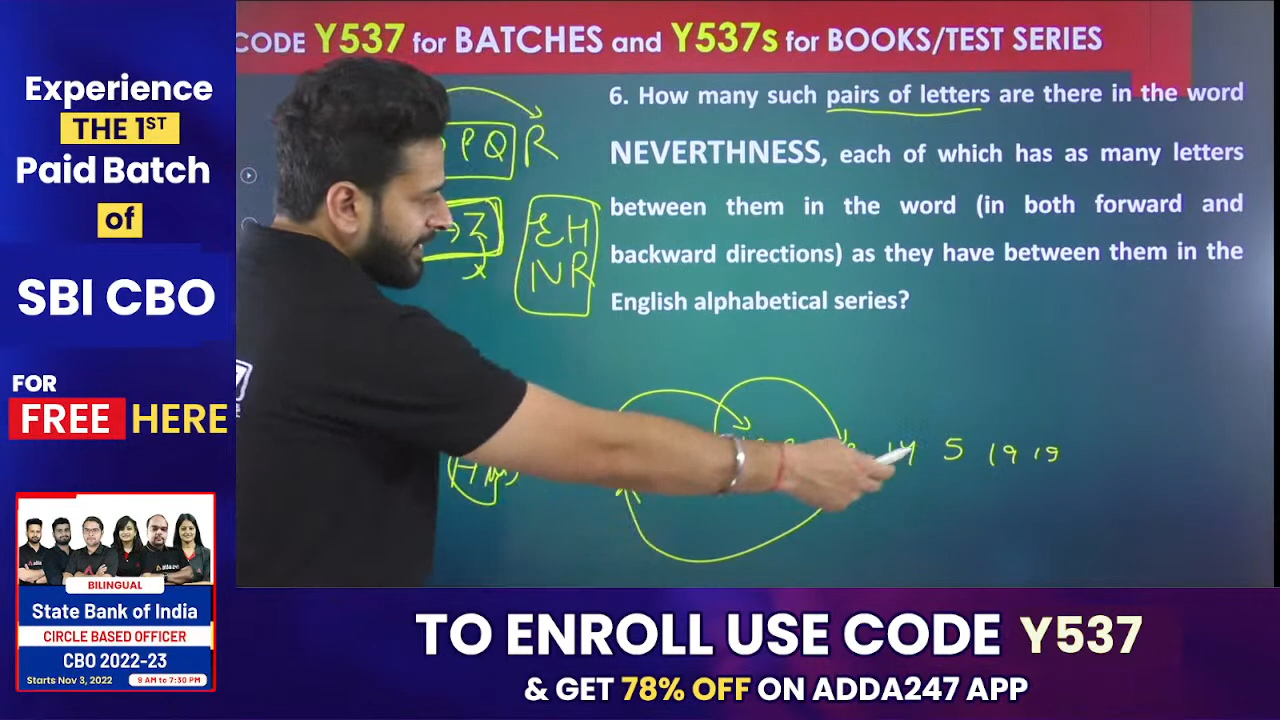 CODE Y537 for BATCHES and Y537s for BOOKS/TEST SERIES
Experience
THE 1ST
Paid Batch
of
SBI CBO
FOR
FREE HERE
BILINGUAL
State Bank of India
CIRCLE BASED OFFICER
CBO 2022-23
Starts Nov 3, 2022
9 AM to 7:30 PM
P Q R
Z
x
EH
NR
6. How many such pairs of letters are there in the word
NEVERTHNESS, each of which has as many letters
between them in the word (in both forward and
backward directions) as they have between them in the
English alphabetical series?
14 5 19 19
TO ENROLL USE CODE Y537
& GET 78% OFF ON ADDA247 APP